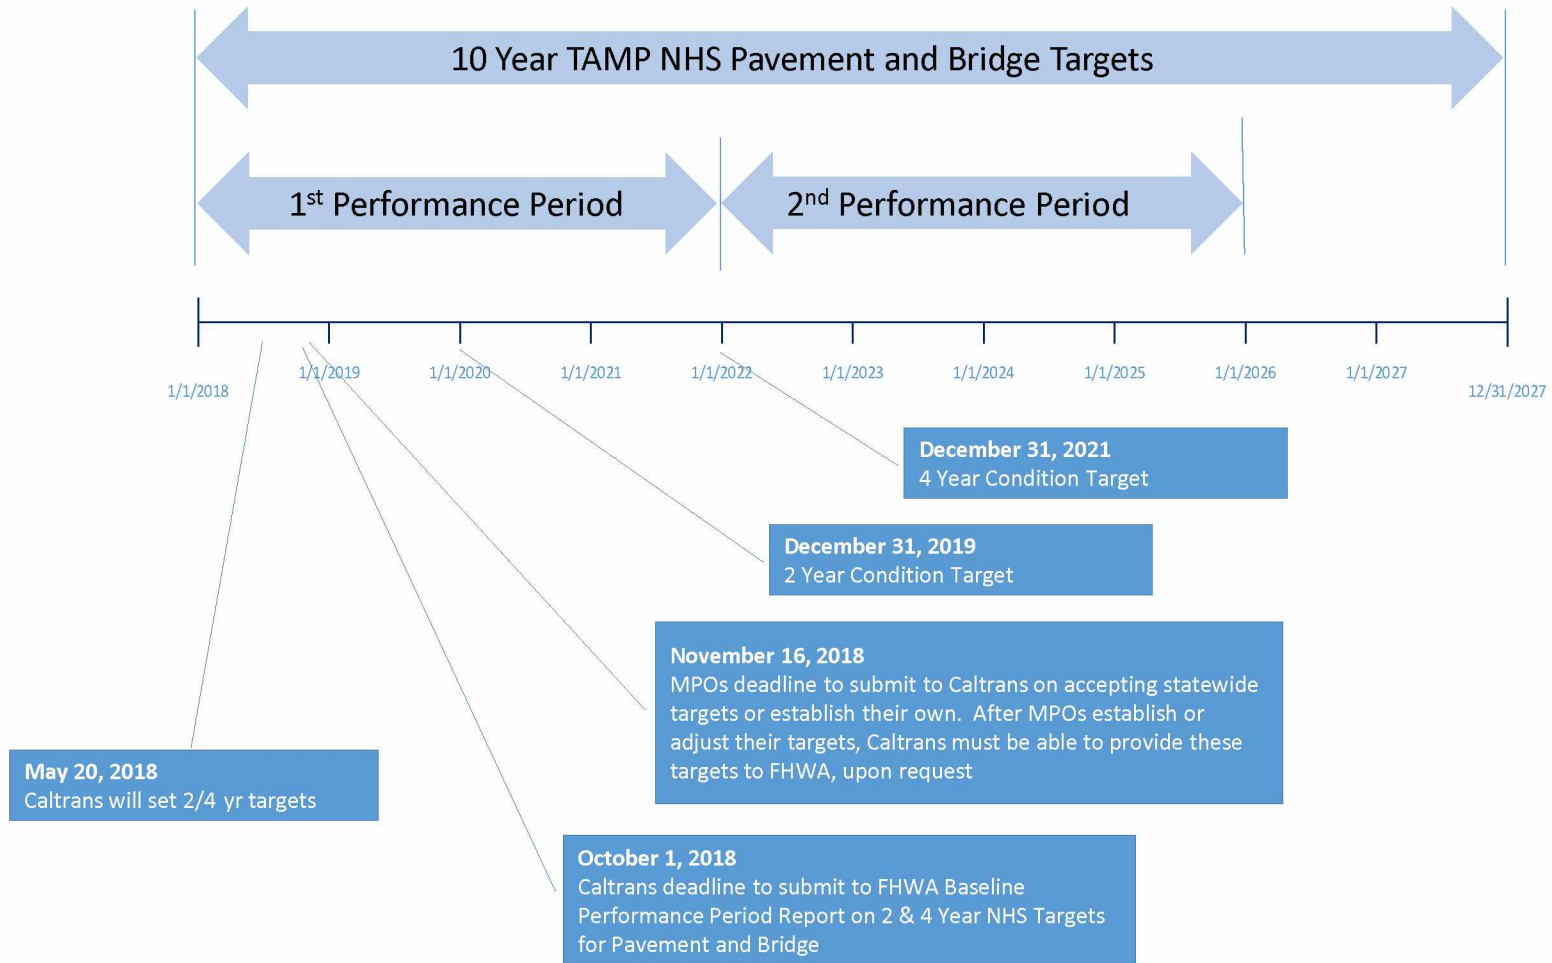 10 Year TAMP NHS Pavement and Bridge Targets
1st Performance Period
2nd Performance Period
1/1/2018
1/1/2019
1/1/2020
1/1/2021
1/1/2022
1/1/2023
1/1/2024
1/1/2025
1/1/2026
1/1/2027
12/31/2027
December 31, 2021
4 Year Condition Target
December 31, 2019
2 Year Condition Target
November 16, 2018
MPOs deadline to submit to Caltrans on accepting statewide
targets or establish their own.  After MPOs establish or
adjust their targets, Caltrans must be able to provide these
targets to FHWA, upon request
May 20, 2018
Caltrans will set 2/4 yr targets
October 1, 2018
Caltrans deadline to submit to FHWA Baseline
Performance Period Report on 2 & 4 Year NHS Targets
for Pavement and Bridge